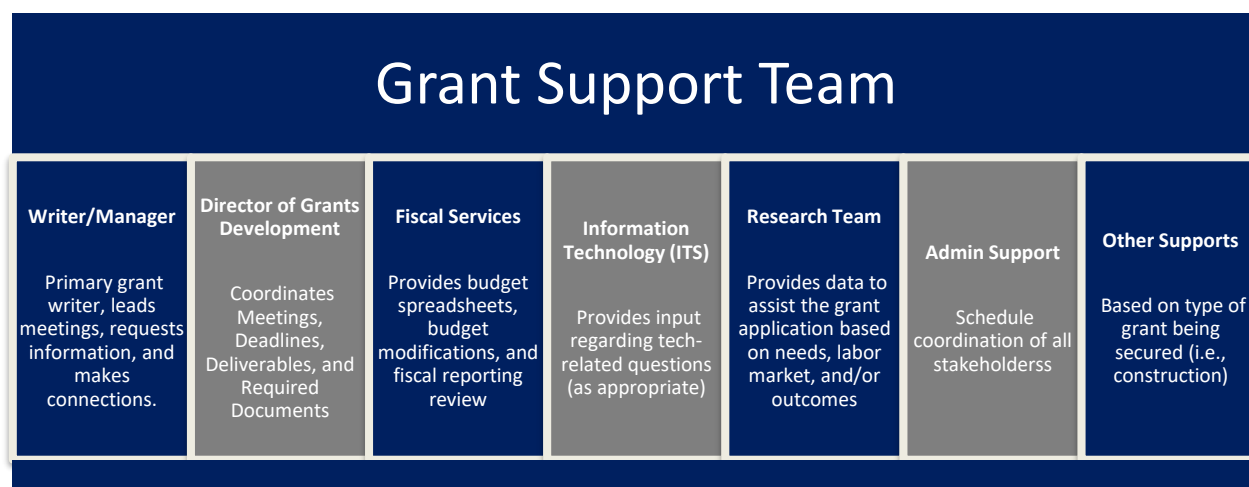 Grant Support Team
Writer/Manager
Primary grant
writer, leads
meetings, requests
information, and
makes
connections.
Director of Grants
Development
Coordinates
Meetings,
Deadlines,
Deliverables, and
Required
Documents
Fiscal Services
Provides budget
spreadsheets,
budget
modifications, and
fiscal reporting
review
Information
Technology (ITS)
Provides input
regarding tech-
related questions
(as appropriate)
Research Team
Provides data to
assist the grant
application based
on needs, labor
market, and/or
outcomes
Admin Support
Schedule
coordination of all
stakeholderss
Other Supports
Based on type of
grant being
secured (i.e.,
construction)